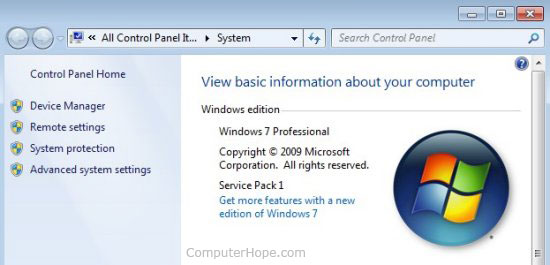 « All Control Panel It... ▸ System
Search Control Panel
Control Panel Home
Device Manager
Remote settings
System protection
Advanced system settings
View basic information about your computer
Windows edition
Windows 7 Professional
Copyright © 2009 Microsoft
Corporation. All rights reserved.
Service Pack 1
Get more features with a new
edition of Windows 7
ComputerHope.com